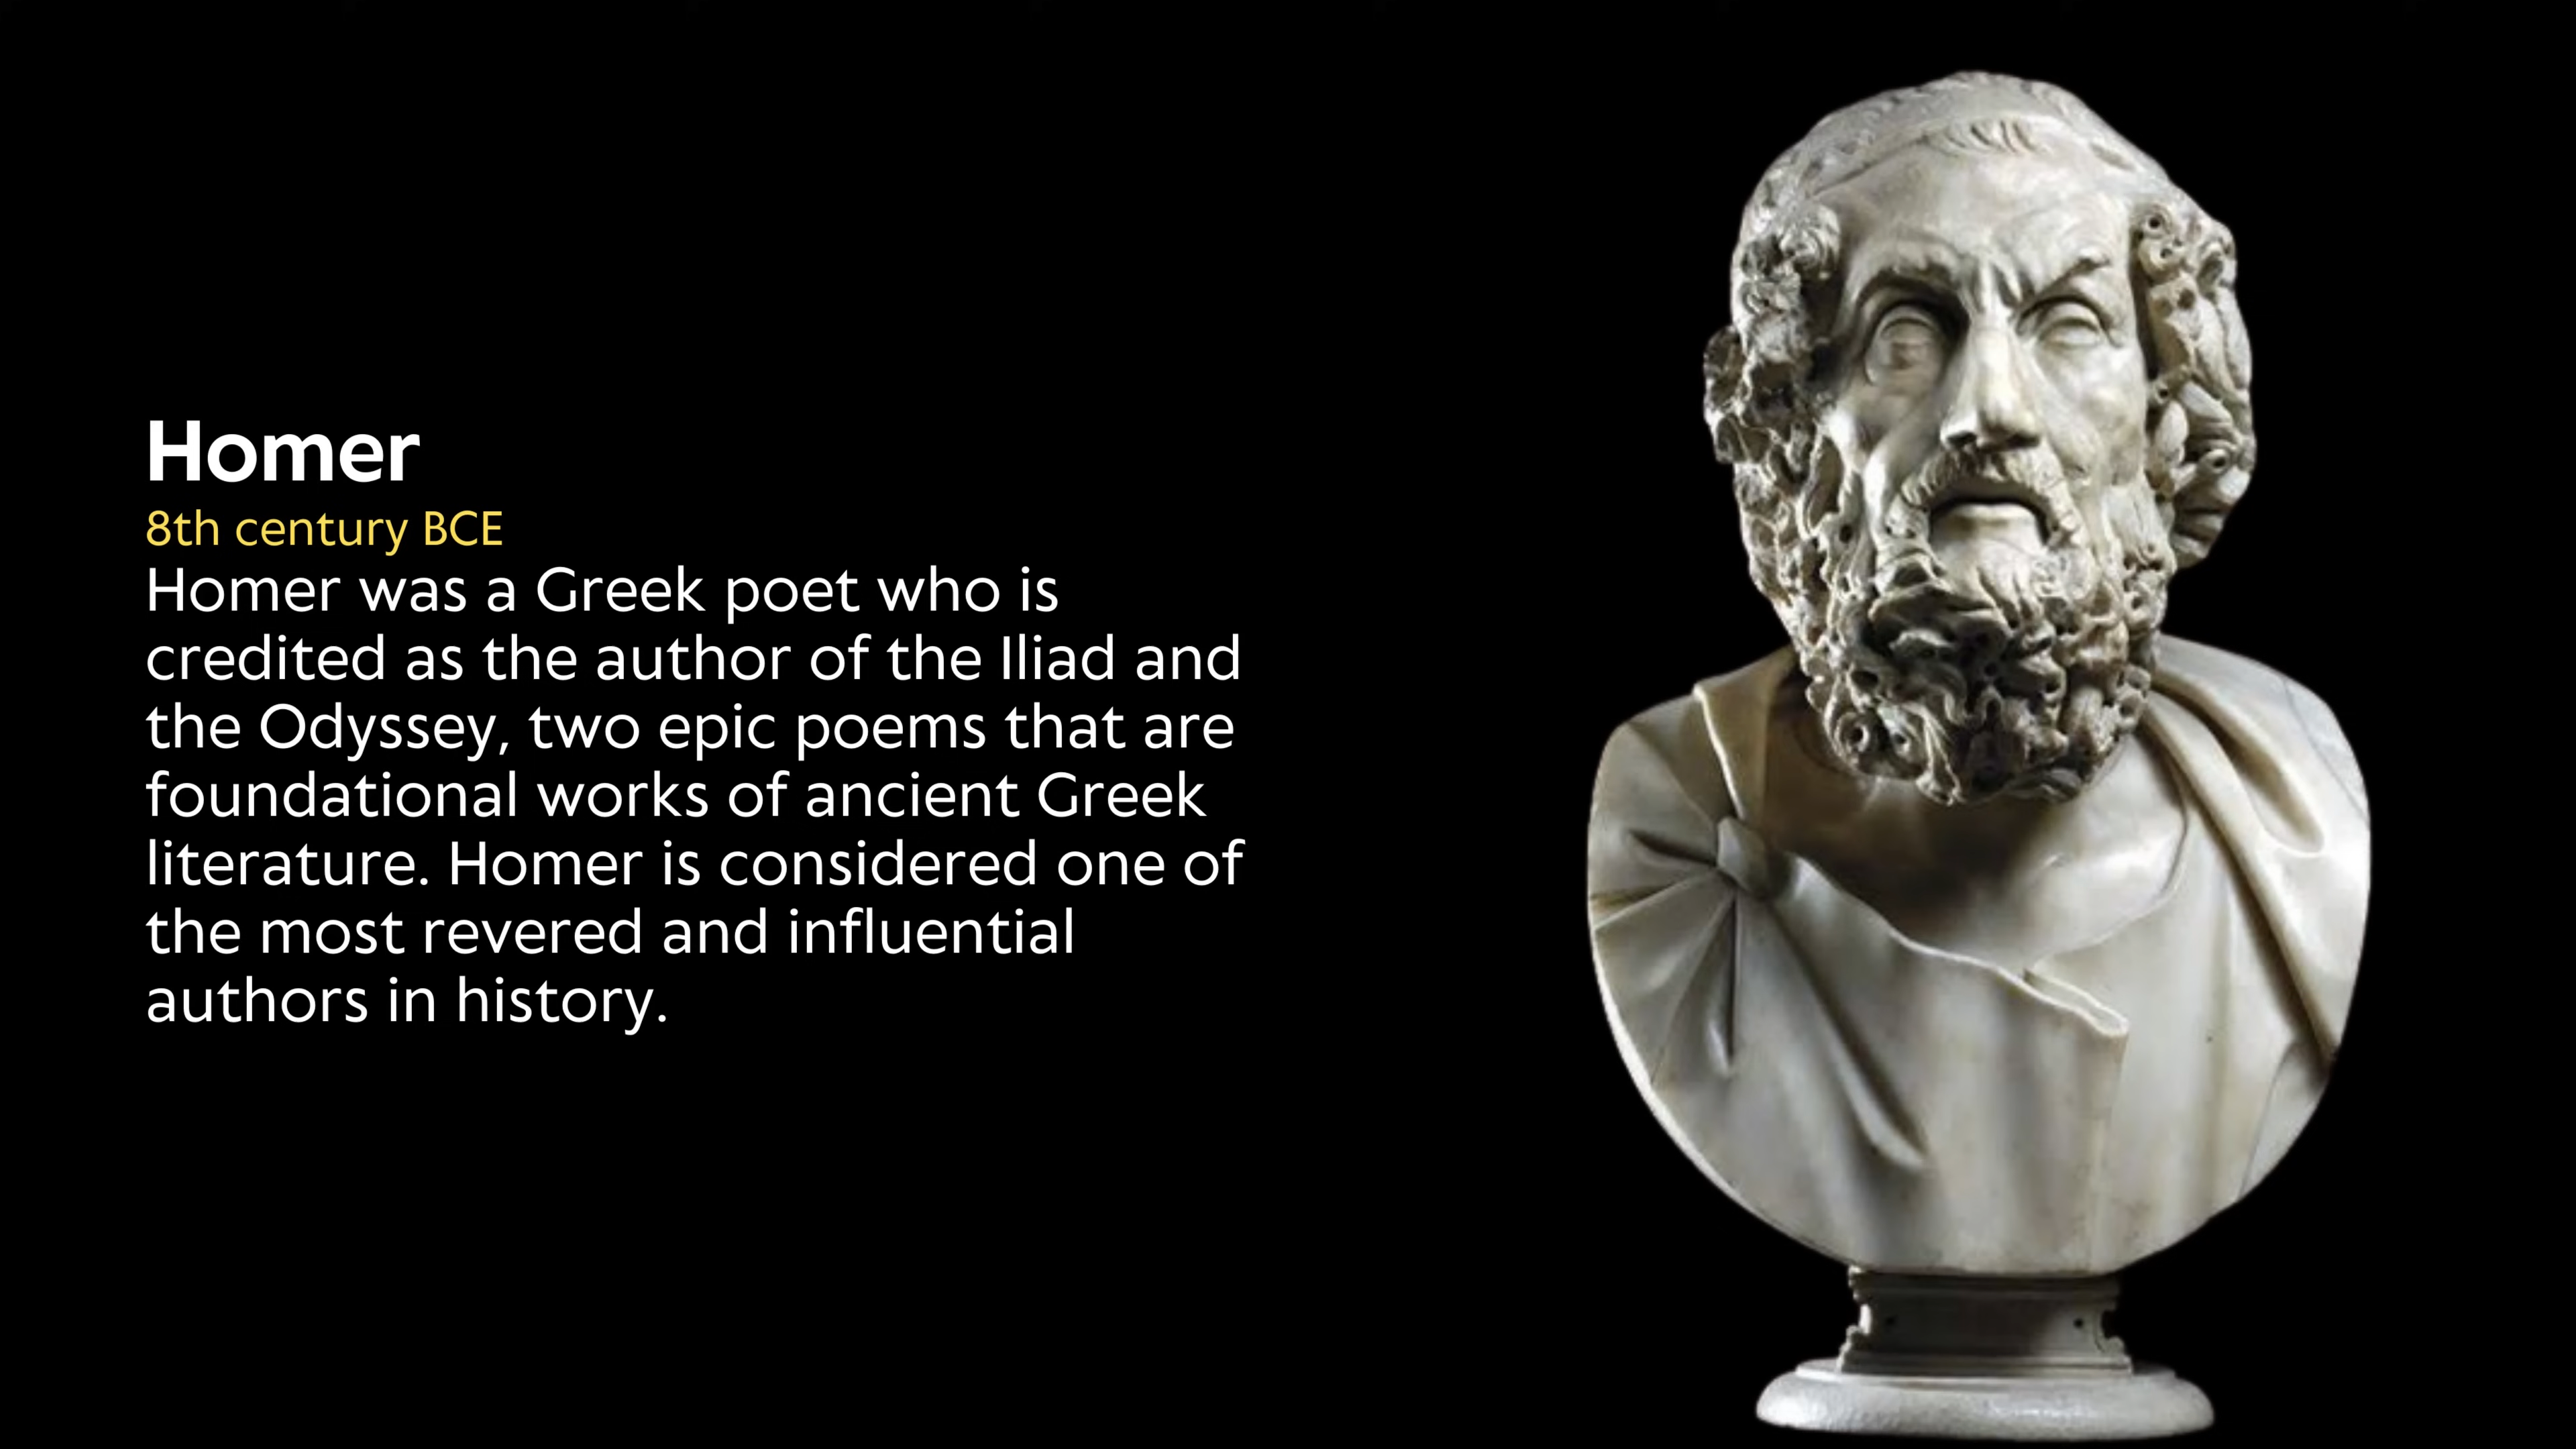 Homer
8th century BCE
Homer was a Greek poet who is
credited as the author of the Iliad and
the Odyssey, two epic poems that are
foundational works of ancient Greek
literature. Homer is considered one of
the most revered and influential
authors in history.